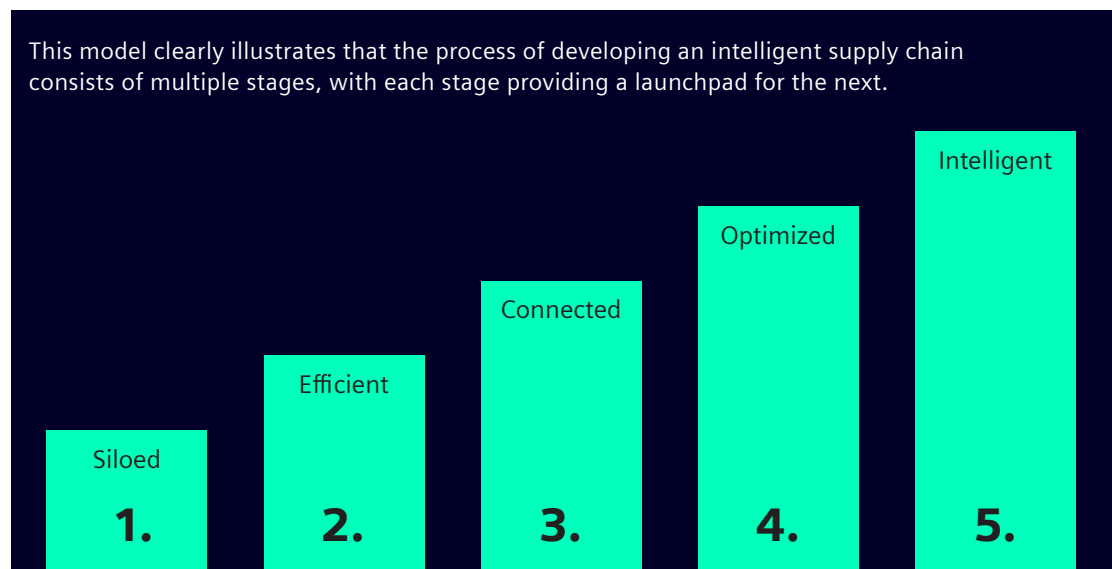 This model clearly illustrates that the process of developing an intelligent supply chain
consists of multiple stages, with each stage providing a launchpad for the next.
Siloed
1.
Efficient
2.
Connected
3.
Optimized
4.
Intelligent
5.